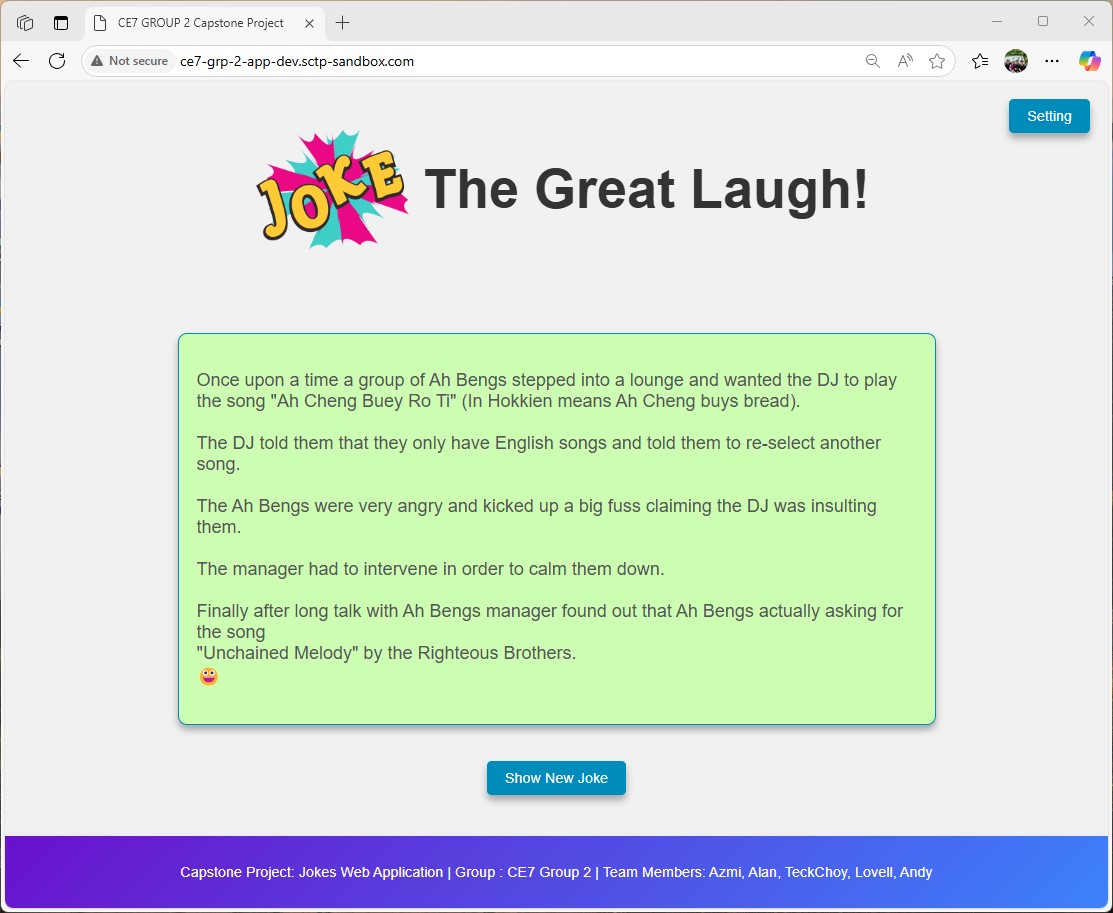 CE7 GROUP 2 Capstone Project
Not secure
ce7-grp-2-app-dev.sctp-sandbox.com
Setting
JOKE
The Great Laugh!
Once upon a time a group of Ah Bengs stepped into a lounge and wanted the DJ to play
the song "Ah Cheng Buey Ro Ti" (In Hokkien means Ah Cheng buys bread).
The DJ told them that they only have English songs and told them to re-select another
song.
The Ah Bengs were very angry and kicked up a big fuss claiming the DJ was insulting
them.
The manager had to intervene in order to calm them down.
Finally after long talk with Ah Bengs manager found out that Ah Bengs actually asking for
the song
"Unchained Melody" by the Righteous Brothers.
Show New Joke
Capstone Project: Jokes Web Application | Group : CE7 Group 2 | Team Members: Azmi, Alan, TeckChoy, Lovell, Andy